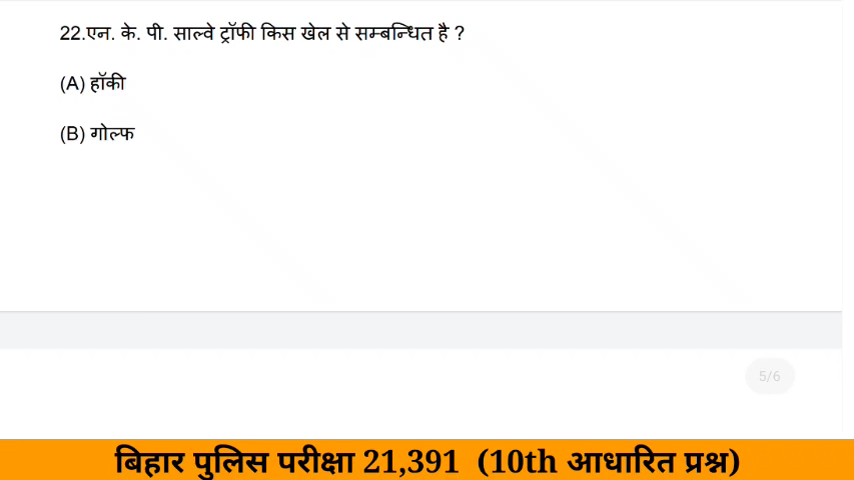 22.एन. के. पी. साल्वे ट्रॉफी किस खेल से सम्बन्धित है ?
(A) हॉकी
(B) गोल्फ
5/6
बिहार पुलिस परीक्षा 21,391 (10th आधारित प्रश्न)